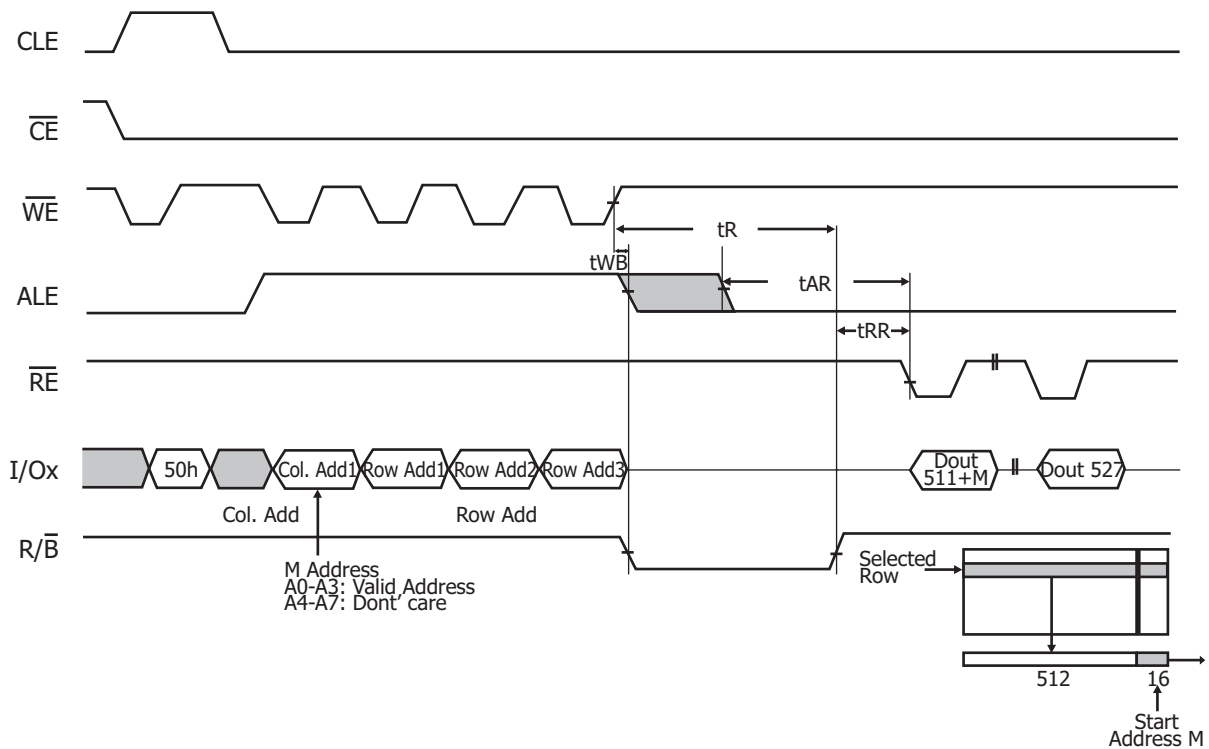 CLE
CE
WE
tR
tWB
ALE
tAR
tRR
RE
I/Ox
50h
Col. Add1
Row Add1
Row Add2
Row Add3
Dout
511+M
Dout 527
Col. Add
Row Add
R/B
M Address
A0-A3: Valid Address
A4-A7: Dont' care
Selected
Row
512
16
Start
Address M